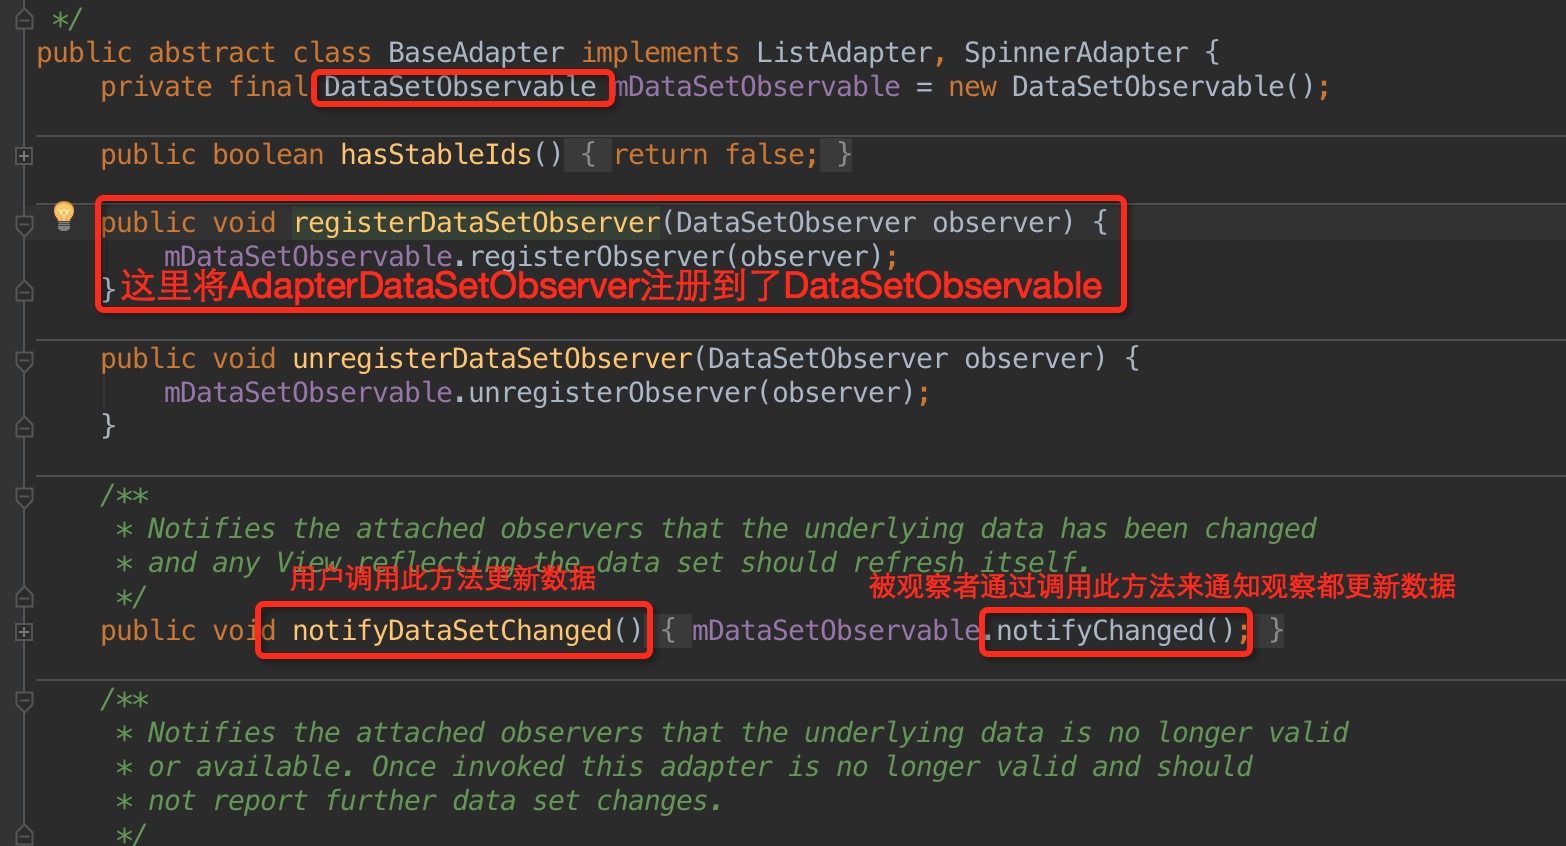 */
public abstract class BaseAdapter implements ListAdapter, SpinnerAdapter {
private final DataSetObservable mDataSetObservable = new DataSetObservable();
public boolean hasStableIds() { return false; }
public void registerDataSetObserver(DataSetObserver observer) {
mDataSetObservable.registerObserver(observer);
} 这里将AdapterDataSetObserver注册到了DataSetObservable
public void unregisterDataSetObserver(DataSetObserver observer) {
mDataSetObservable.unregisterObserver(observer);
}
/**
* Notifies the attached observers that the underlying data has been changed
* and any View reflecting the data set should refresh itself.
用户调用此方法更新数据
被观察者通过调用此方法来通知观察都更新数据
*/
public void notifyDataSetChanged() { mDataSetObservable.notifyChanged(); }
/**
* Notifies the attached observers that the underlying data is no longer valid
* or available. Once invoked this adapter is no longer valid and should
* not report further data set changes.
*/